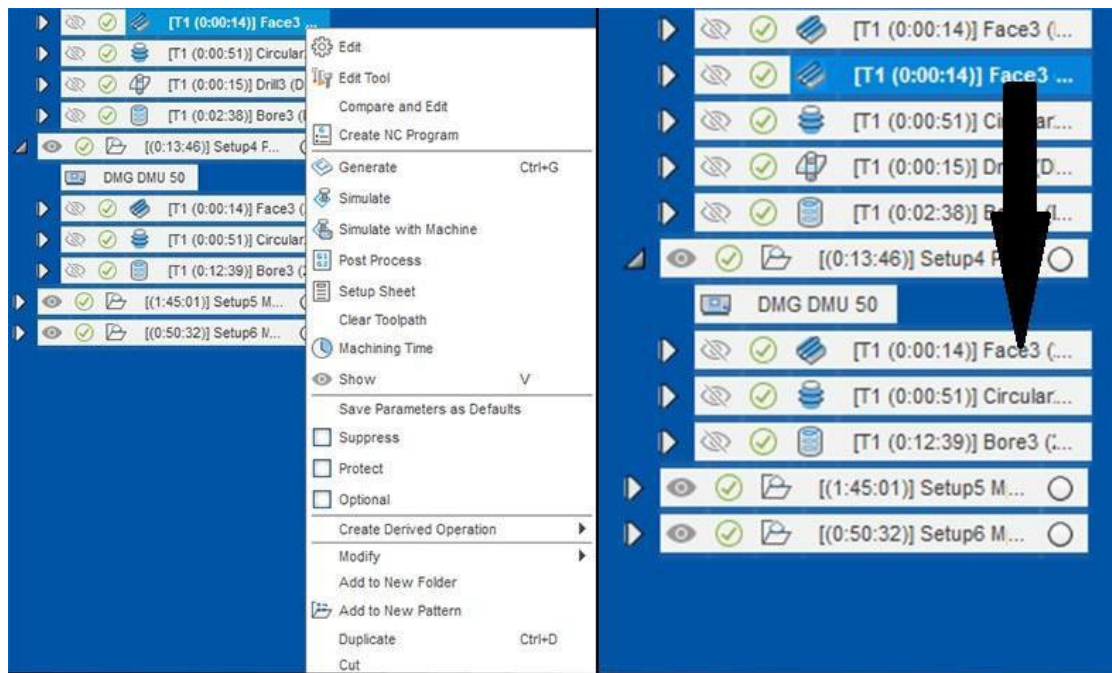 [T1 (0:00:14)] Face3 ...
[T1 (0:00:51)] Circular
[T1 (0:00:15)] Drill3 (D
[T1 (0:02:38)] Bore3 (
[(0:13:46)] Setup4 F...
DMG DMU 50
[T1 (0:00:14)] Face3 (
[T1 (0:00:51)] Circular
[T1 (0:12:39)] Bore3 (
[(1:45:01)] Setup5 M...
[(0:50:32)] Setup6 M...
Edit
Edit Tool
Compare and Edit
Create NC Program
Generate Ctrl+G
Simulate
Simulate with Machine
Post Process
Setup Sheet
Clear Toolpath
Machining Time
Show V
Save Parameters as Defaults
Suppress
Protect
Optional
Create Derived Operation
Modify
Add to New Folder
Add to New Pattern
Duplicate Ctrl+D
Cut
[T1 (0:00:14)] Face3 (...
[T1 (0:00:14)] Face3 ...
[T1 (0:00:51)] ...
[T1 (0:00:15)] (D...
[T1 (0:02:38)] ...
[(0:13:46)] Setup4
DMG DMU 50
[T1 (0:00:14)] Face3 (...
[T1 (0:00:51)] Circular...
[T1 (0:12:39)] Bore3 (...
[(1:45:01)] Setup5 M...
[(0:50:32)] Setup6 M...